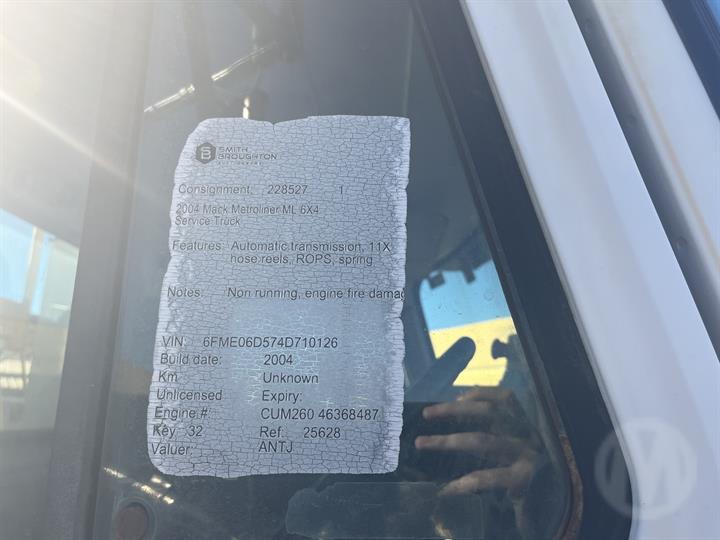 SMITH
BROUGHTON
AUCTIONEERS
Consignment: 228527 1
2004 Mack Metroliner ML 6X4
Service Truck
Features: Automatic transmission, 11X
hose reels, ROPS, spring
Notes: Non running, engine fire damag
VIN: 6FME06D574D710126
Build date: 2004
Km Unknown
Unlicensed Expiry:
Engine #: CUM260 46368487
Key :32 Ref: 25628
Valuer: ANTJ
M